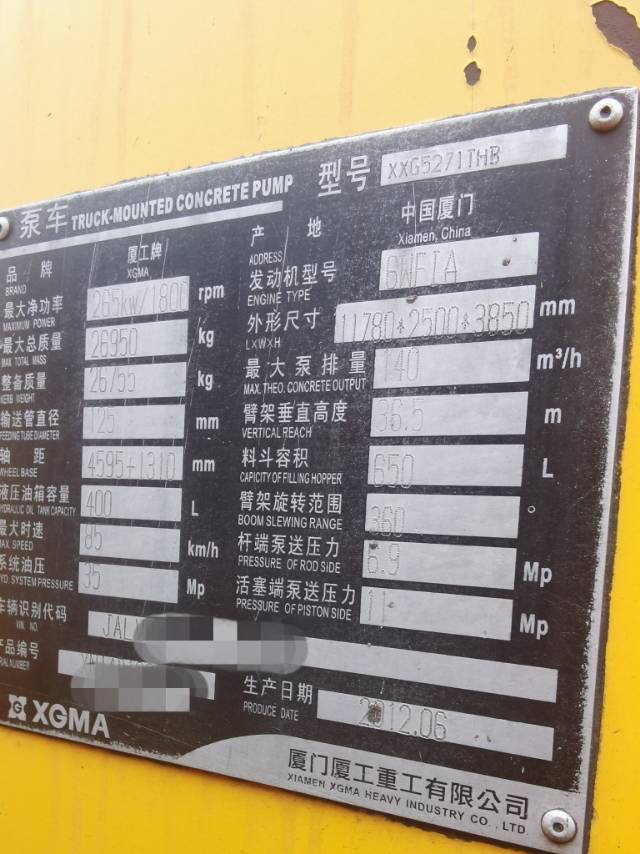 泵车 TRUCK-MOUNTED CONCRETE PUMP 型号 XXG5271THB
品牌 BRAND 厦工牌 XGMA
产地 ADDRESS 中国厦门 Xiamen, China
最大净功率 MAXIMUM POWER 265kw/1800 rpm
发动机型号 ENGINE TYPE 6WFIA
最大总质量 MAX TOTAL MASS 26950 kg
外形尺寸 L×W×H 11780*2500*3850 mm
整备质量 KERB WEIGHT 26755 kg
最大泵排量 MAX. THEO. CONCRETE OUTPUT 140 m³/h
输送管直径 FEEDING TUBE DIAMETER 125 mm
臂架垂直高度 VERTICAL REACH 36.5 m
轴距 WHEEL BASE 4595+1310 mm
料斗容积 CAPICITY OF FILLING HOPPER 650 L
液压油箱容量 HYDRAULIC OIL TANK CAPACITY 400 L
臂架旋转范围 BOOM SLEWING RANGE 360 °
最大时速 MAX. SPEED 85 km/h
杆端泵送压力 PRESSURE OF ROD SIDE 6.9 Mp
系统油压 HYD. SYSTEM PRESSURE 35 Mp
活塞端泵送压力 PRESSURE OF PISTON SIDE 11 Mp
车辆识别代码 VIN. NO. JAL
产品编号 SERIAL NUMBER
生产日期 PRODUCE DATE 2012.06
XGMA
厦门厦工重工有限公司
XIAMEN XGMA HEAVY INDUSTRY CO., LTD.